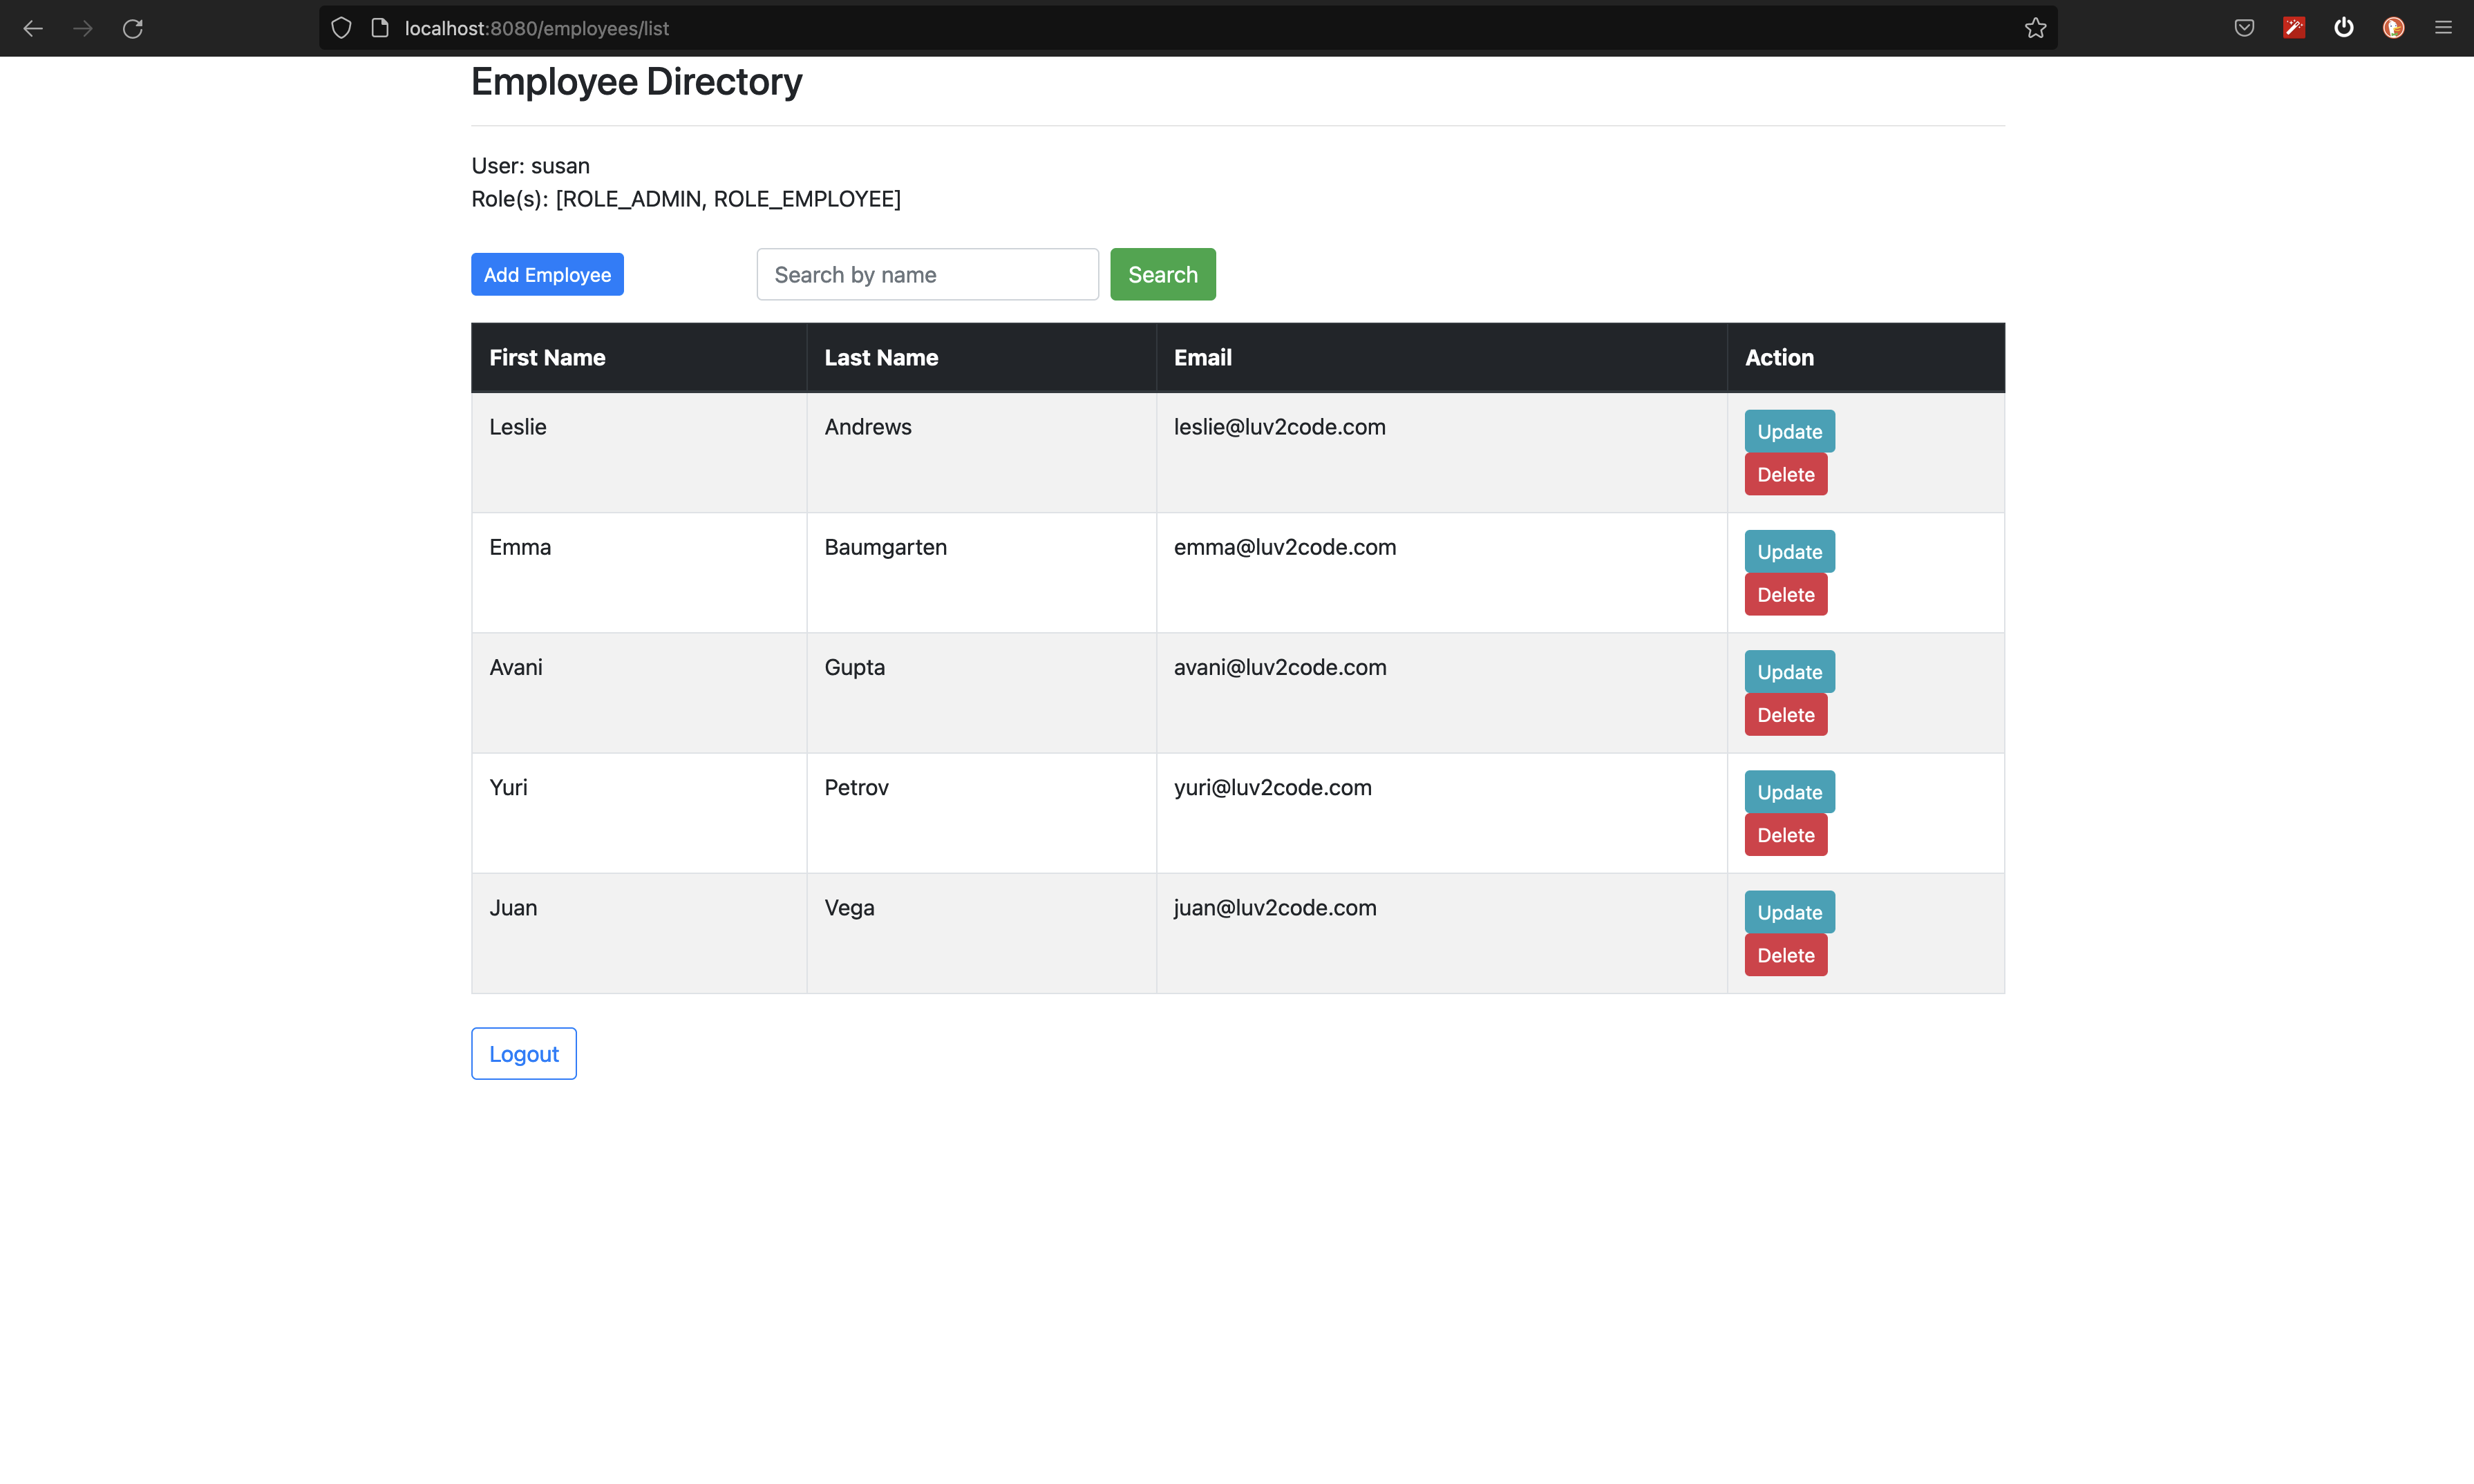 localhost:8080/employees/list
Employee Directory
User: susan
Role(s): [ROLE_ADMIN, ROLE_EMPLOYEE]
Add Employee Search by name Search
First Name Last Name Email Action
Leslie Andrews leslie@luv2code.com Update
Delete
Emma Baumgarten emma@luv2code.com Update
Delete
Avani Gupta avani@luv2code.com Update
Delete
Yuri Petrov yuri@luv2code.com Update
Delete
Juan Vega juan@luv2code.com Update
Delete
Logout